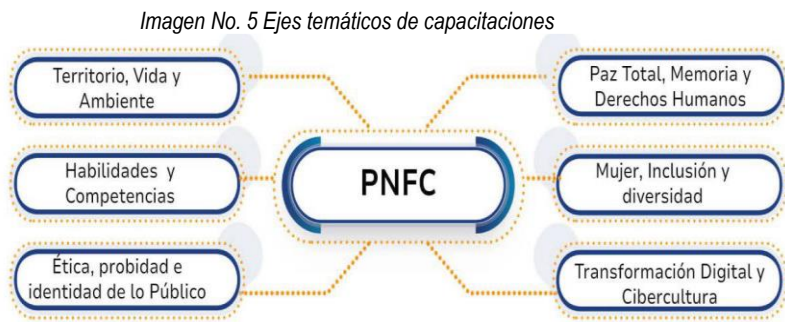 Imagen No. 5 Ejes temáticos de capacitaciones
Territorio, Vida y
Ambiente
Habilidades y
Competencias
Ética, probidad e
identidad de lo Público
PNFC
Paz Total, Memoria y
Derechos Humanos
Mujer, Inclusión y
diversidad
Transformación Digital y
Cibercultura